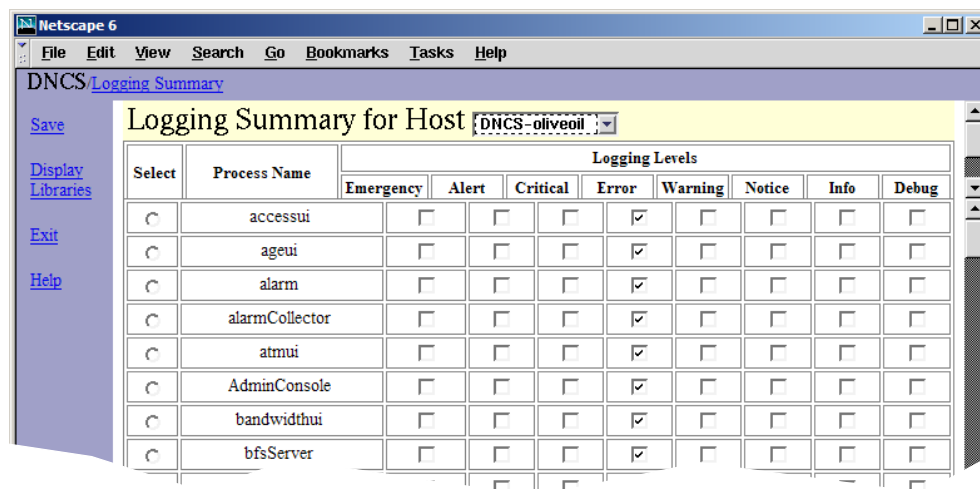 Netscape 6
File Edit View Search Go Bookmarks Tasks Help
DNCS/Logging Summary
Save
Display
Libraries
Exit
Help
Logging Summary for Host DNCS-oliveoil
Select Process Name Logging Levels
Emergency Alert Critical Error Warning Notice Info Debug
accessui
ageui
alarm
alarmCollector
atmui
AdminConsole
bandwidthui
bfsServer